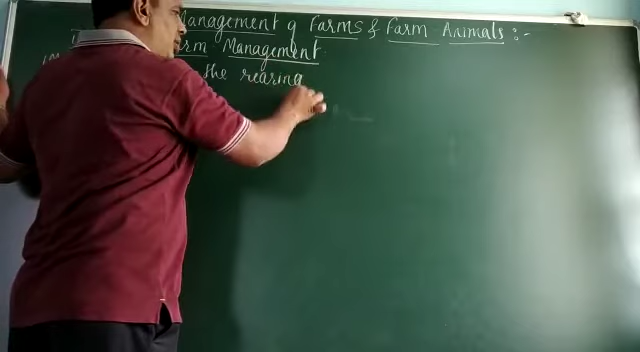 Management of Farms & Farm Animals :-
Farm Management
the rearing